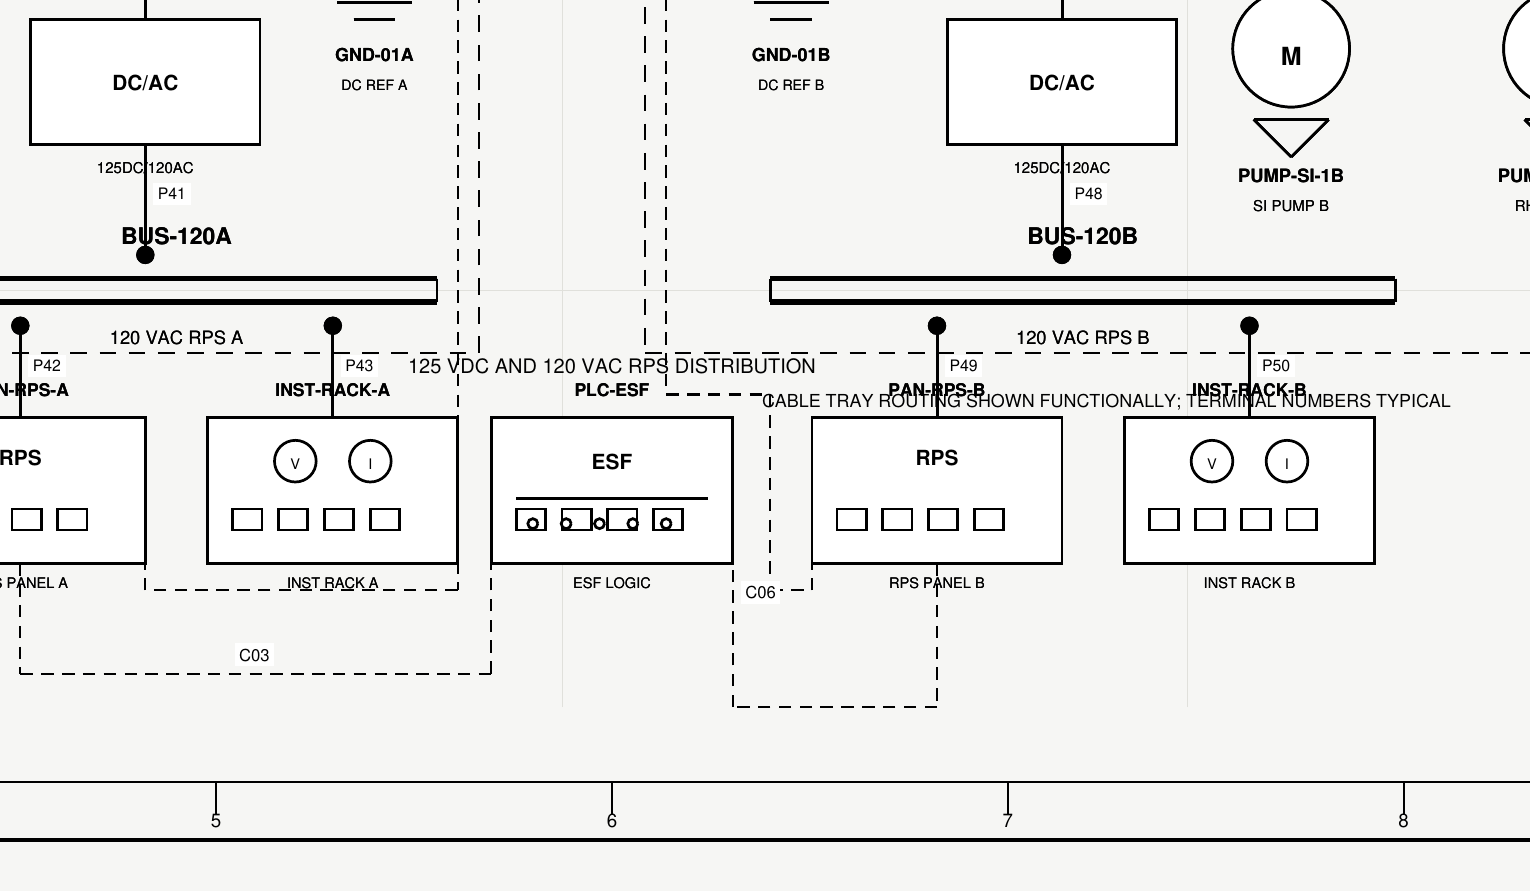 GND-01A
GND-01B
M
DC/AC
DC REF A
DC REF B
DC/AC
125DC/120AC
125DC/120AC
PUMP-SI-1B
PUM
P41
P48
SI PUMP B
RH
BUS-120A
BUS-120B
120 VAC RPS A
120 VAC RPS B
P42
P43
125 VDC AND 120 VAC RPS DISTRIBUTION
P49
P50
N-RPS-A
INST-RACK-A
PLC-ESF
PAN-RPS-B
INST-RACK-B
CABLE TRAY ROUTING SHOWN FUNCTIONALLY; TERMINAL NUMBERS TYPICAL
RPS
V
I
ESF
RPS
V
I
S PANEL A
INST RACK A
ESF LOGIC
C06
RPS PANEL B
INST RACK B
C03
5
6
7
8